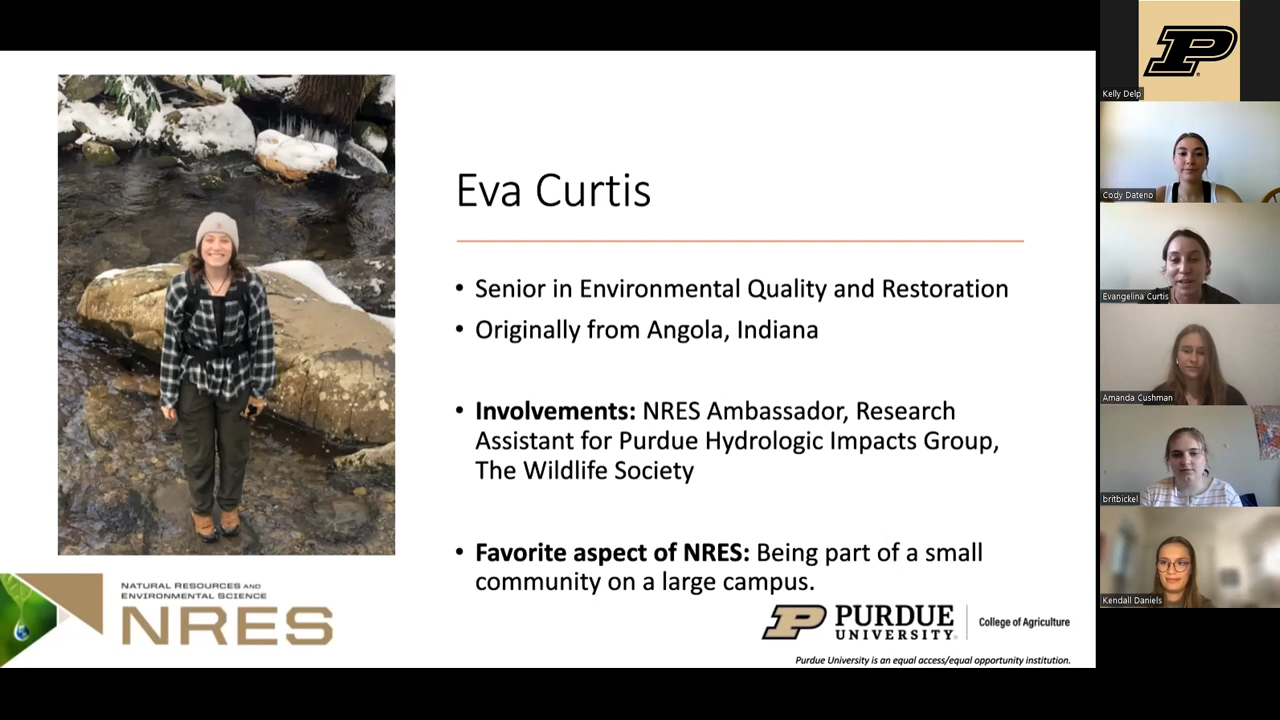 Eva Curtis
• Senior in Environmental Quality and Restoration
• Originally from Angola, Indiana
• Involvements: NRES Ambassador, Research
Assistant for Purdue Hydrologic Impacts Group,
The Wildlife Society
• Favorite aspect of NRES: Being part of a small
community on a large campus.
NATURAL RESOURCES AND
ENVIRONMENTAL SCIENCE
NRES
P PURDUE
UNIVERSITY.
College of Agriculture
Purdue University is an equal access/equal opportunity institution.
P
Kelly Delp
Cody Dateno
Evangelina Curtis
Amanda Cushman
britbickel
Kendall Daniels